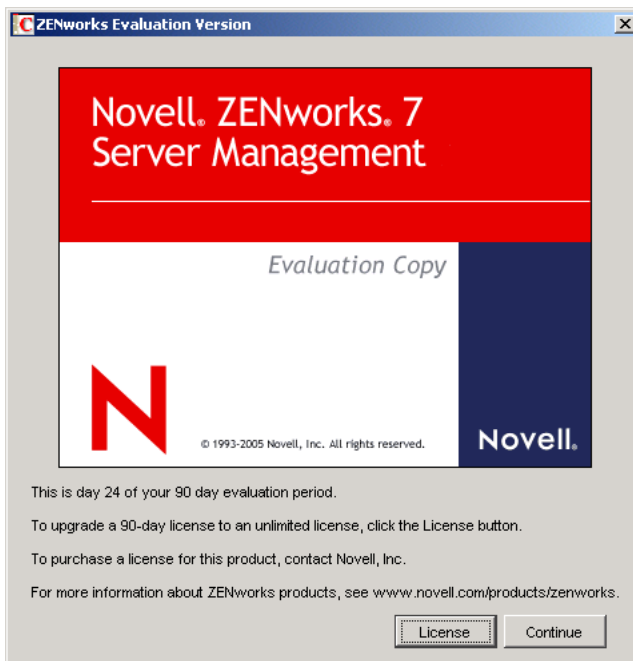 ZENworks Evaluation Version
Novell® ZENworks® 7
Server Management
Evaluation Copy
N
© 1993-2005 Novell, Inc. All rights reserved.
Novell®
This is day 24 of your 90 day evaluation period.
To upgrade a 90-day license to an unlimited license, click the License button.
To purchase a license for this product, contact Novell, Inc.
For more information about ZENworks products, see www.novell.com/products/zenworks.
License
Continue